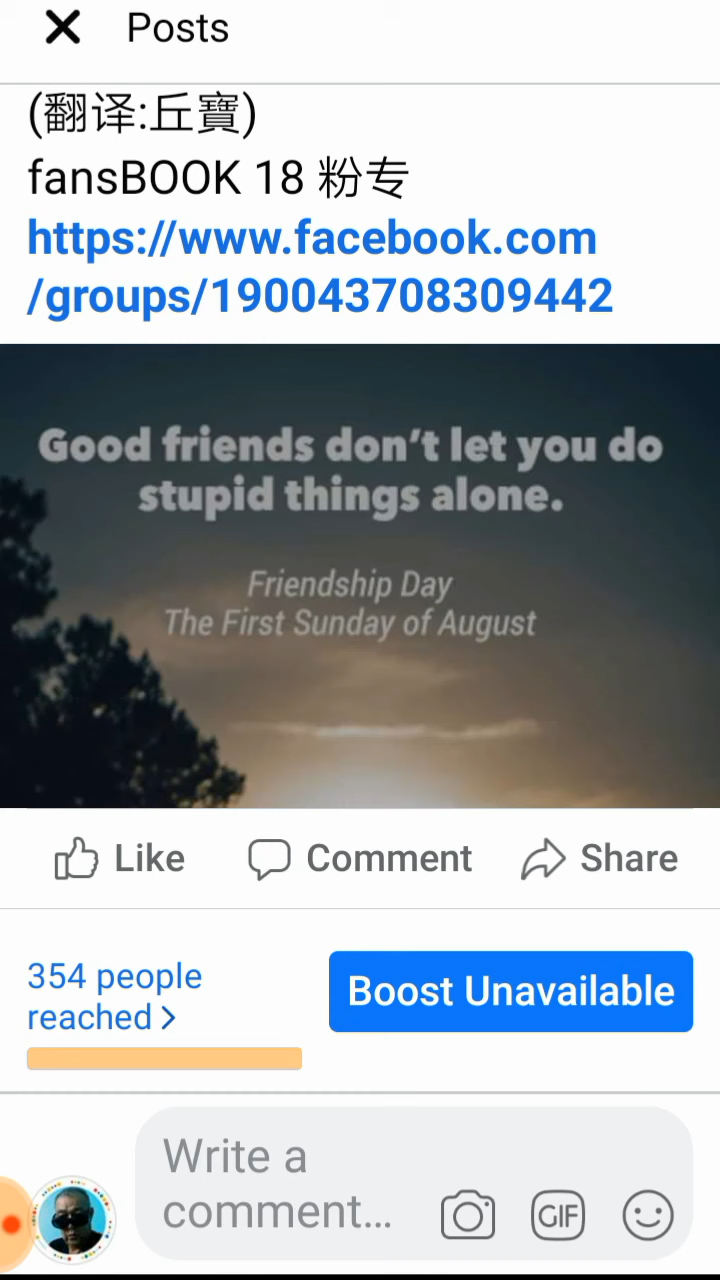 Posts
(翻译:丘寶)
fansBOOK 18 粉专
https://www.facebook.com
/groups/190043708309442
Good friends don't let you do
stupid things alone.
Friendship Day
The First Sunday of August
Like
Comment
Share
354 people
reached
Boost Unavailable
Write a
comment...
GIF